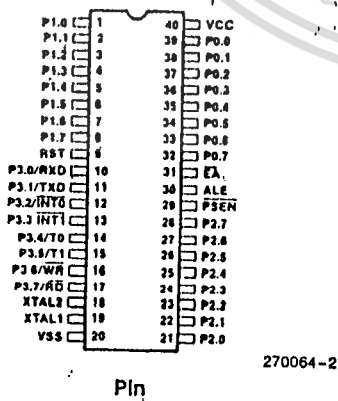 P1.0 1 40 VCC
P1.1 2 39 P0.0
P1.2 3 38 P0.1
P1.3 4 37 P0.2
P1.4 5 36 P0.3
P1.5 6 35 P0.4
P1.6 7 34 P0.5
P1.7 8 33 P0.6
RST 9 32 P0.7
P3.0/RXD 10 31 E̅A̅
P3.1/TXD 11 30 ALE
P3.2/I̅N̅T̅0̅ 12 29 P̅S̅E̅N̅
P3.3 I̅N̅T̅1̅ 13 28 P2.7
P3.4/T0 14 27 P2.6
P3.5/T1 15 26 P2.5
P3 6/W̅R̅ 16 25 P2.4
P3.7/R̅D̅ 17 24 P2.3
XTAL2 18 23 P2.2
XTAL1 19 22 P2.1
VSS 20 21 P2.0
270064-2
Pin